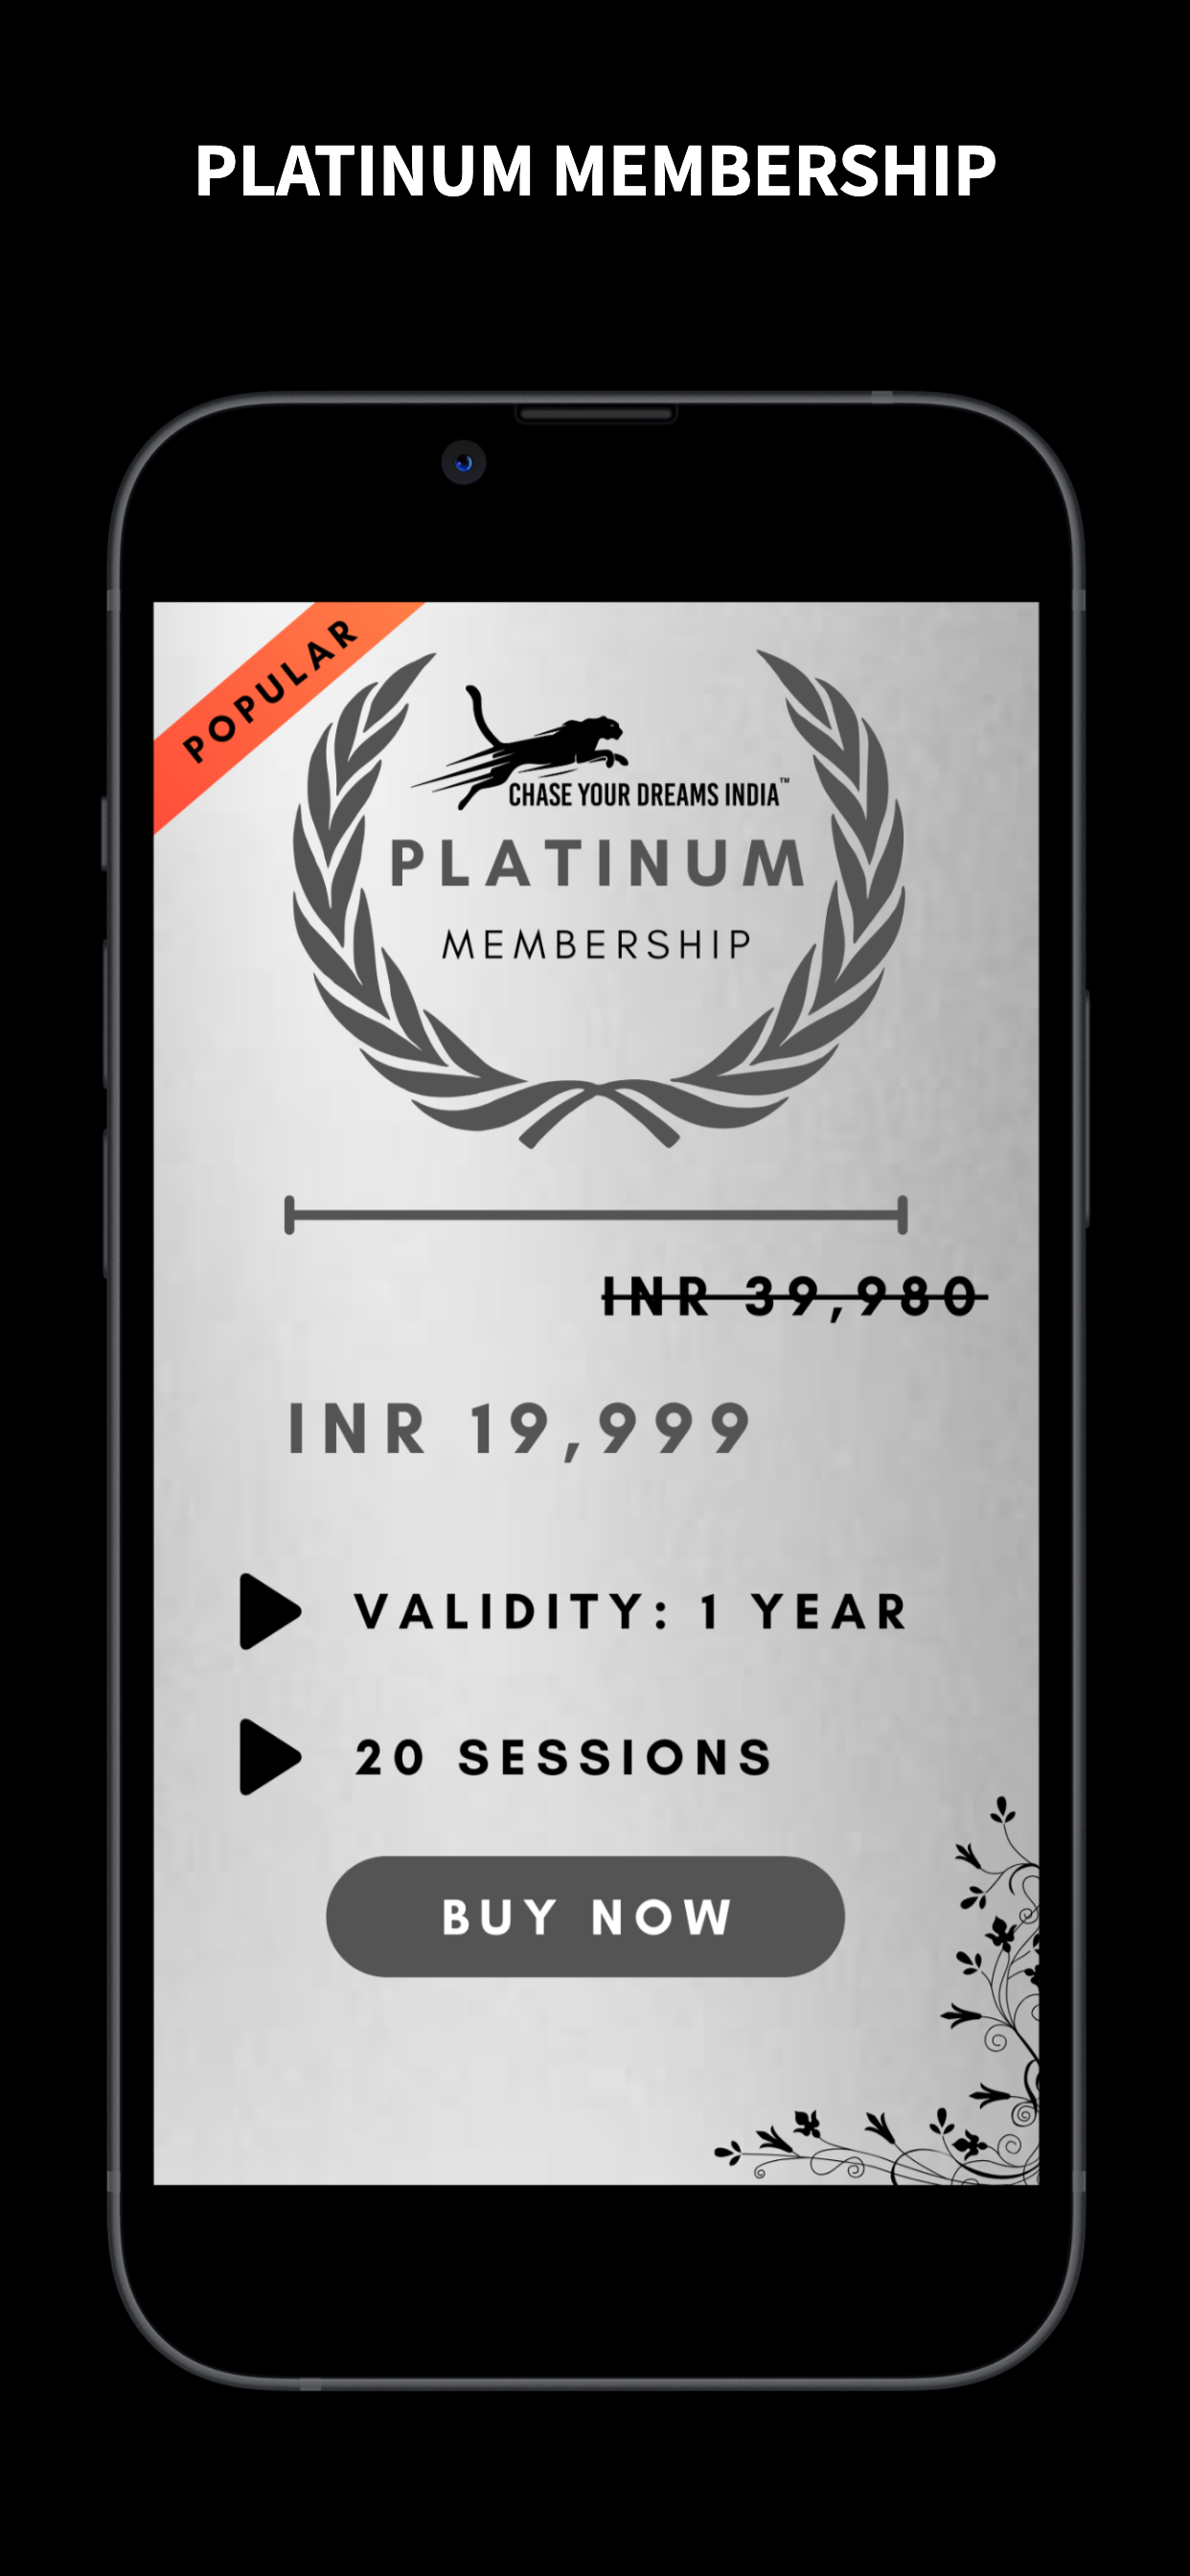 PLATINUM MEMBERSHIP
POPULAR
CHASE YOUR DREAMS INDIA™
PLATINUM
MEMBERSHIP
INR 39,980
INR 19,999
VALIDITY: 1 YEAR
20 SESSIONS
BUY NOW